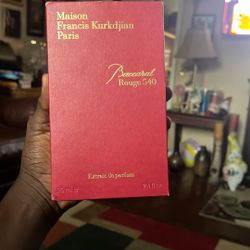 Maison
Francis Kurkdjian
Paris
Baccarat
Rouge 540
Extrait de parfum